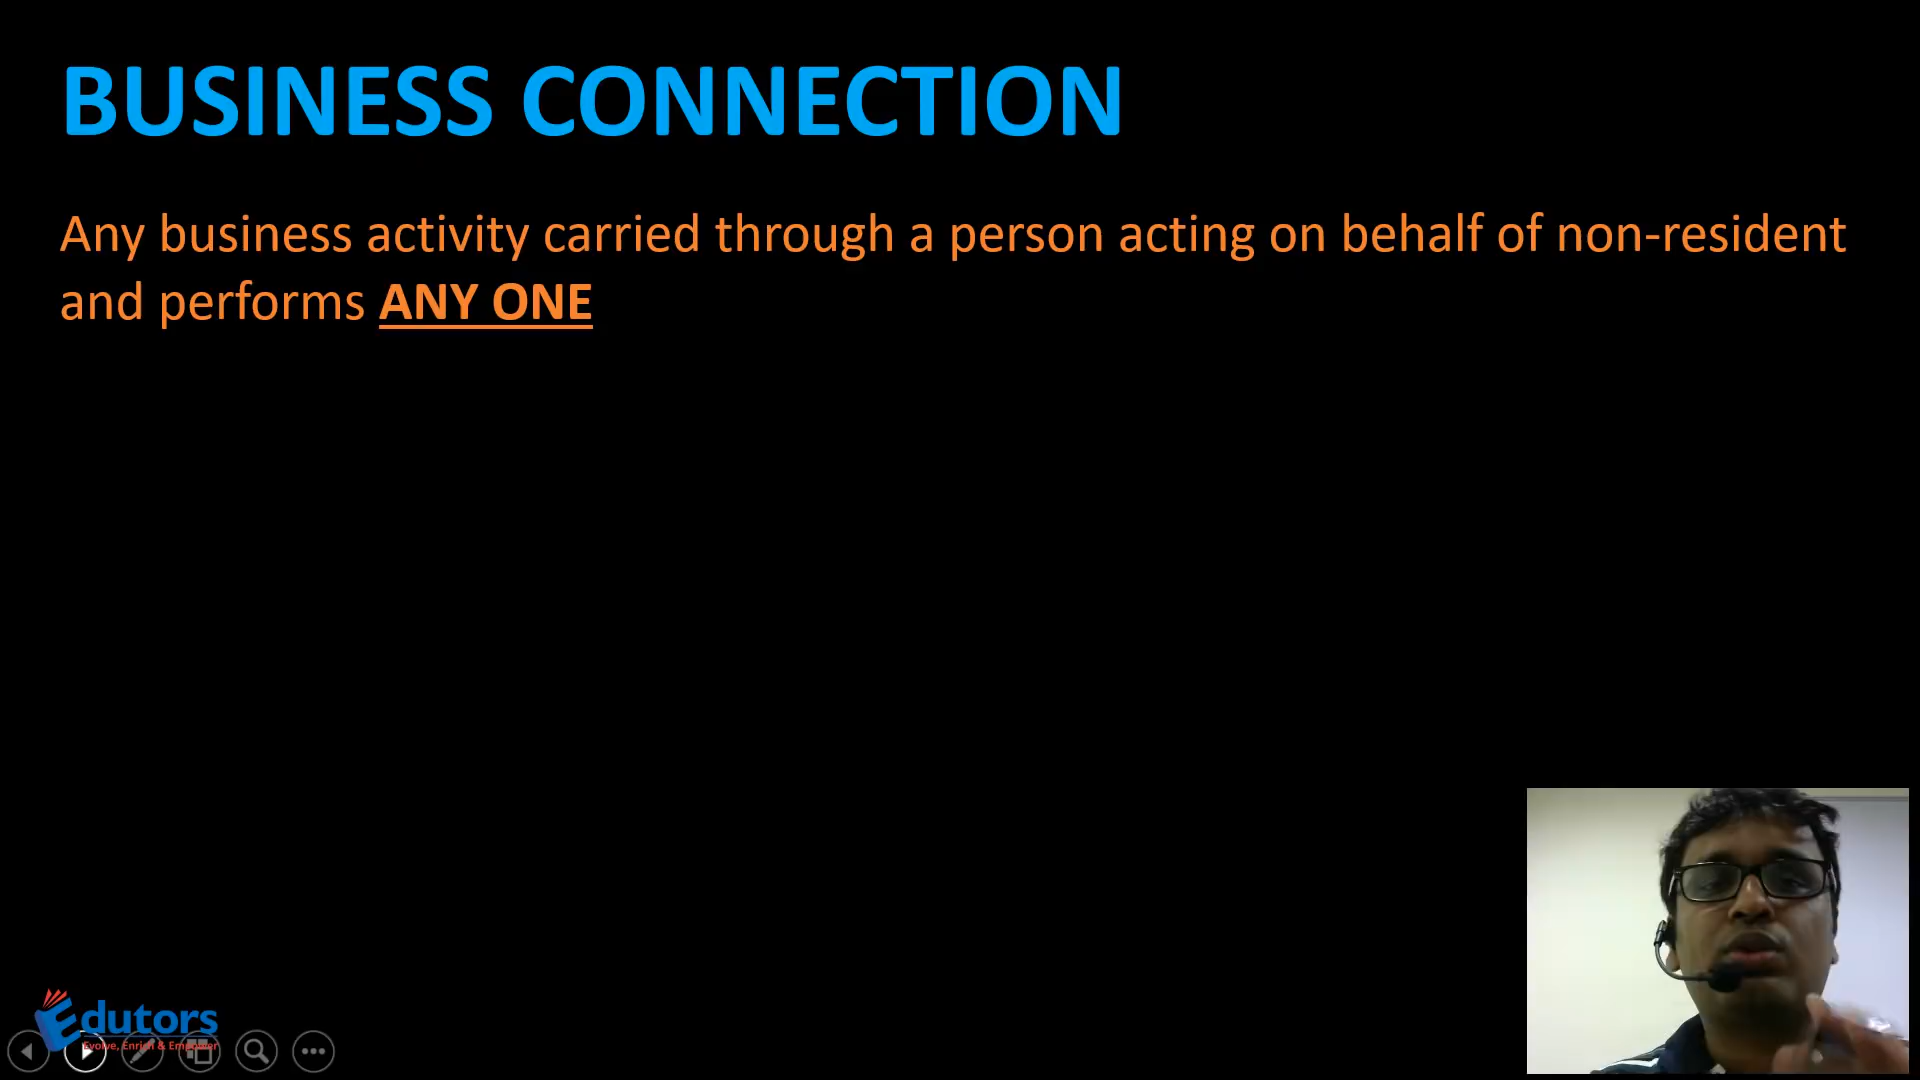 BUSINESS CONNECTION
Any business activity carried through a person acting on behalf of non-resident
and performs ANY ONE
Edutors
Evolve, Enrich & Empower